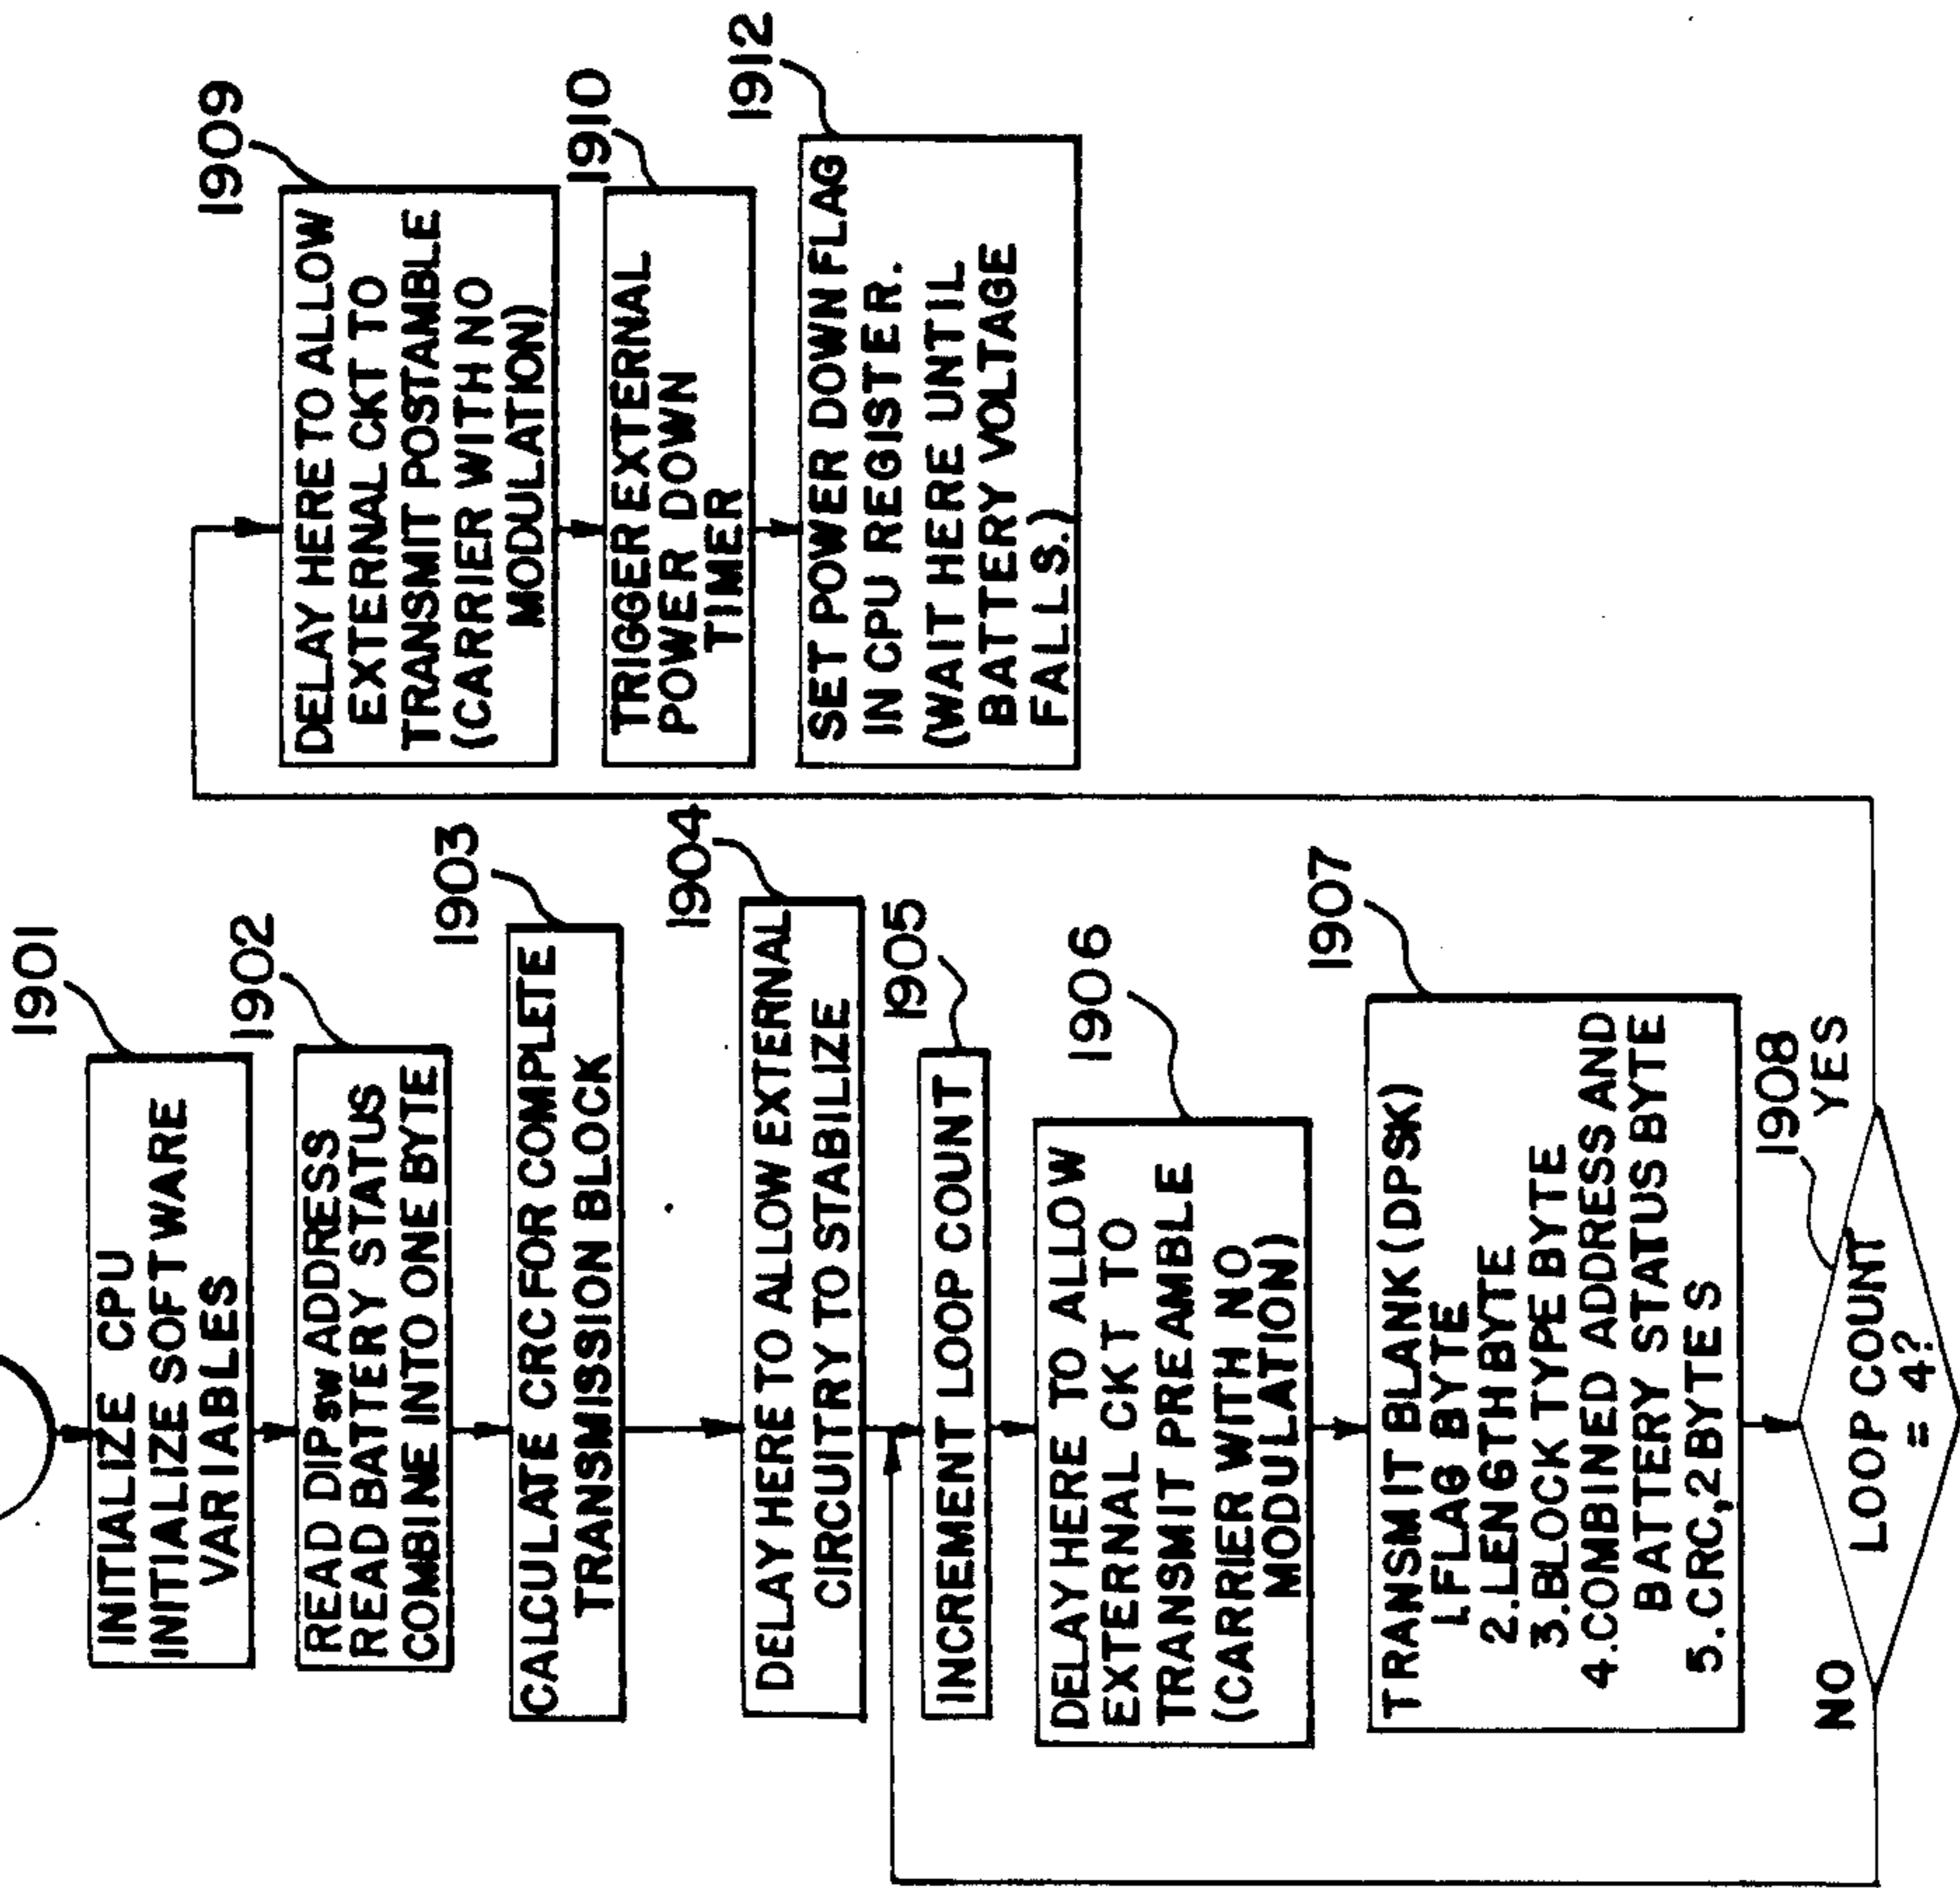 1901
INITIALIZE CPU
INITIALIZE SOFT WARE
VARIABLES
1902
READ DIP SW ADDRESS
READ BATTERY STATUS
COMBINE INTO ONE BYTE
1903
CALCULATE CRC FOR COMPLETE
TRANSMISSION BLOCK
1904
DELAY HERE TO ALLOW EXTERNAL
CIRCUITRY TO STABILIZE
1905
INCREMENT LOOP COUNT
1906
DELAY HERE TO ALLOW
EXTERNAL CKT TO
TRANSMIT PREAMBLE
(CARRIER WITH NO
MODULATION)
1907
TRANSMIT BLANK (DPSK)
1.FLAG BYTE
2.LENGTH BYTE
3.BLOCK TYPE BYTE
4.COMBINED ADDRESS AND
BATTERY STATUS BYTE
5.CRC,2 BYTES
1908
NO
YES
LOOP COUNT
= 4?
1909
DELAY HERE TO ALLOW
EXTERNAL CKT TO
TRANSMIT POSTAMBLE
(CARRIER WITH NO
MODULATION)
1910
TRIGGER EXTERNAL
POWER DOWN
TIMER
1912
SET POWER DOWN FLAG
IN CPU REGISTER.
(WAIT HERE UNTIL
BATTERY VOLTAGE
FALLS.)